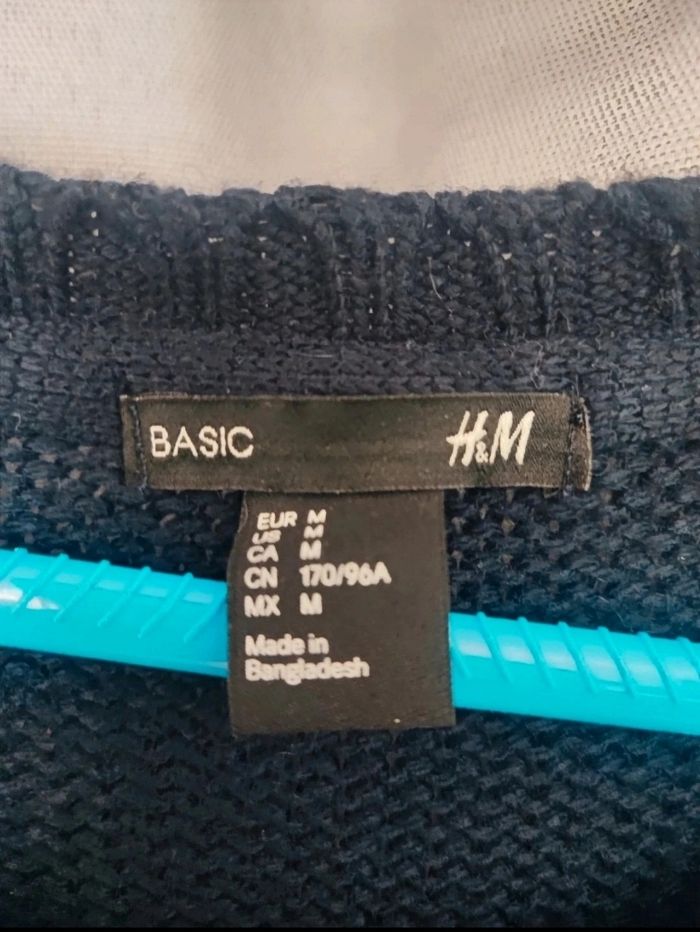 BASIC H&M
EUR M
US M
CA M
CN 170/96A
MX M
Made in
Bangladesh